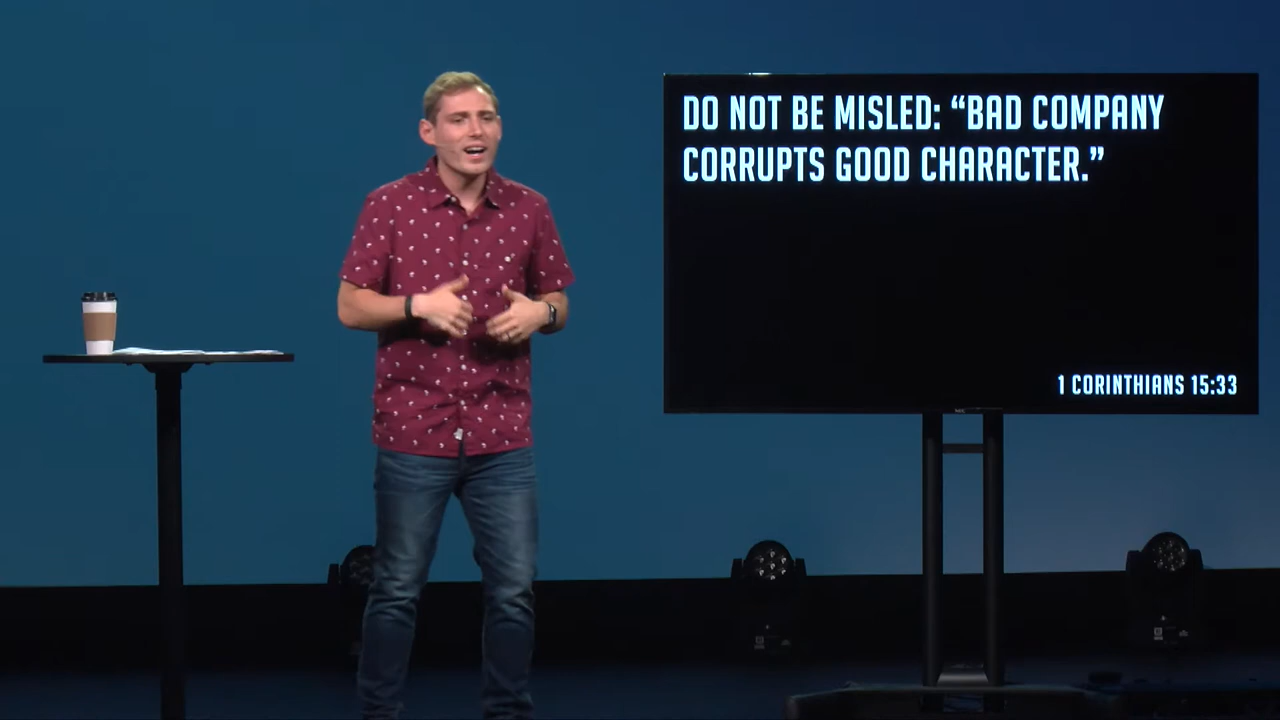 DO NOT BE MISLED: “BAD COMPANY
CORRUPTS GOOD CHARACTER.”
1 CORINTHIANS 15:33